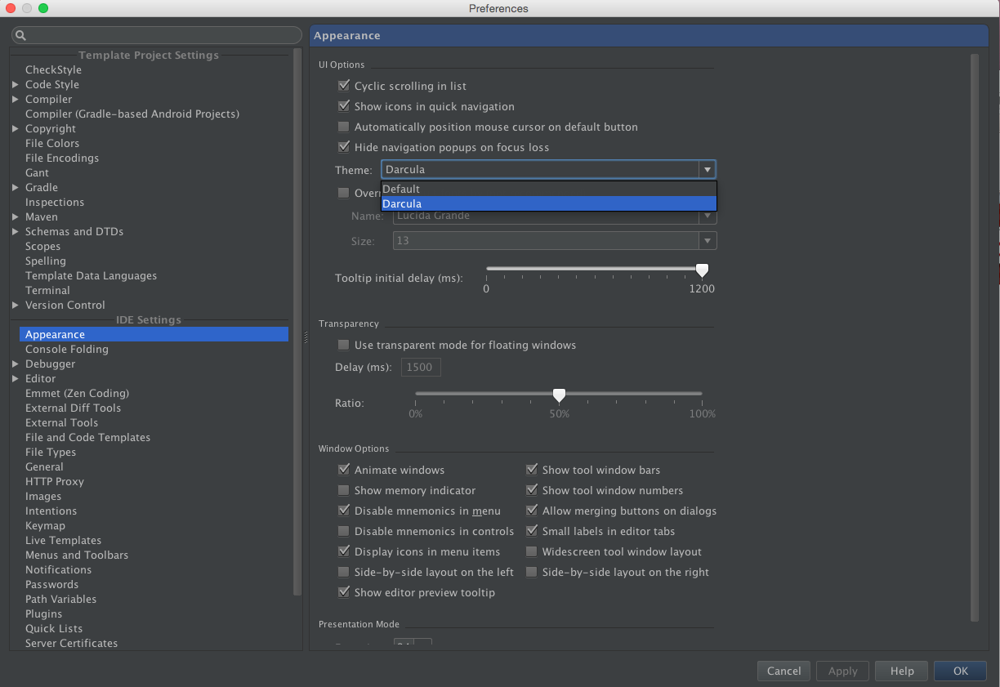 Preferences
Template Project Settings
CheckStyle
Code Style
Compiler
Compiler (Gradle-based Android Projects)
Copyright
File Colors
File Encodings
Gant
Gradle
Inspections
Maven
Schemas and DTDs
Scopes
Spelling
Template Data Languages
Terminal
Version Control
IDE Settings
Appearance
Console Folding
Debugger
Editor
Emmet (Zen Coding)
External Diff Tools
External Tools
File and Code Templates
File Types
General
HTTP Proxy
Images
Intentions
Keymap
Live Templates
Menus and Toolbars
Notifications
Passwords
Path Variables
Plugins
Quick Lists
Server Certificates
Appearance
UI Options
Cyclic scrolling in list
Show icons in quick navigation
Automatically position mouse cursor on default button
Hide navigation popups on focus loss
Theme: Darcula
Default
Darcula
Name: Lucida Grande
Size: 13
Tooltip initial delay (ms):
0 1200
Transparency
Use transparent mode for floating windows
Delay (ms): 1500
Ratio:
0% 50% 100%
Window Options
Animate windows Show tool window bars
Show memory indicator Show tool window numbers
Disable mnemonics in menu Allow merging buttons on dialogs
Disable mnemonics in controls Small labels in editor tabs
Display icons in menu items Widescreen tool window layout
Side-by-side layout on the left Side-by-side layout on the right
Show editor preview tooltip
Presentation Mode
Cancel Apply Help OK